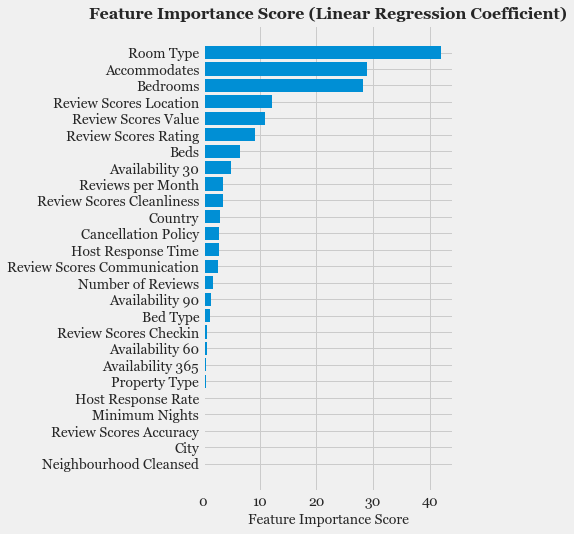 Feature Importance Score (Linear Regression Coefficient)
Room Type
Accommodates
Bedrooms
Review Scores Location
Review Scores Value
Review Scores Rating
Beds
Availability 30
Reviews per Month
Review Scores Cleanliness
Country
Cancellation Policy
Host Response Time
Review Scores Communication
Number of Reviews
Availability 90
Bed Type
Review Scores Checkin
Availability 60
Availability 365
Property Type
Host Response Rate
Minimum Nights
Review Scores Accuracy
City
Neighbourhood Cleansed
0 10 20 30 40
Feature Importance Score